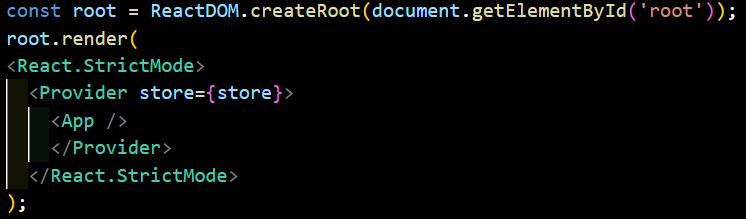 const root = ReactDOM.createRoot(document.getElementById('root'));
root.render(
<React.StrictMode>
  <Provider store={store}>
    <App />
    </Provider>
  </React.StrictMode>
);